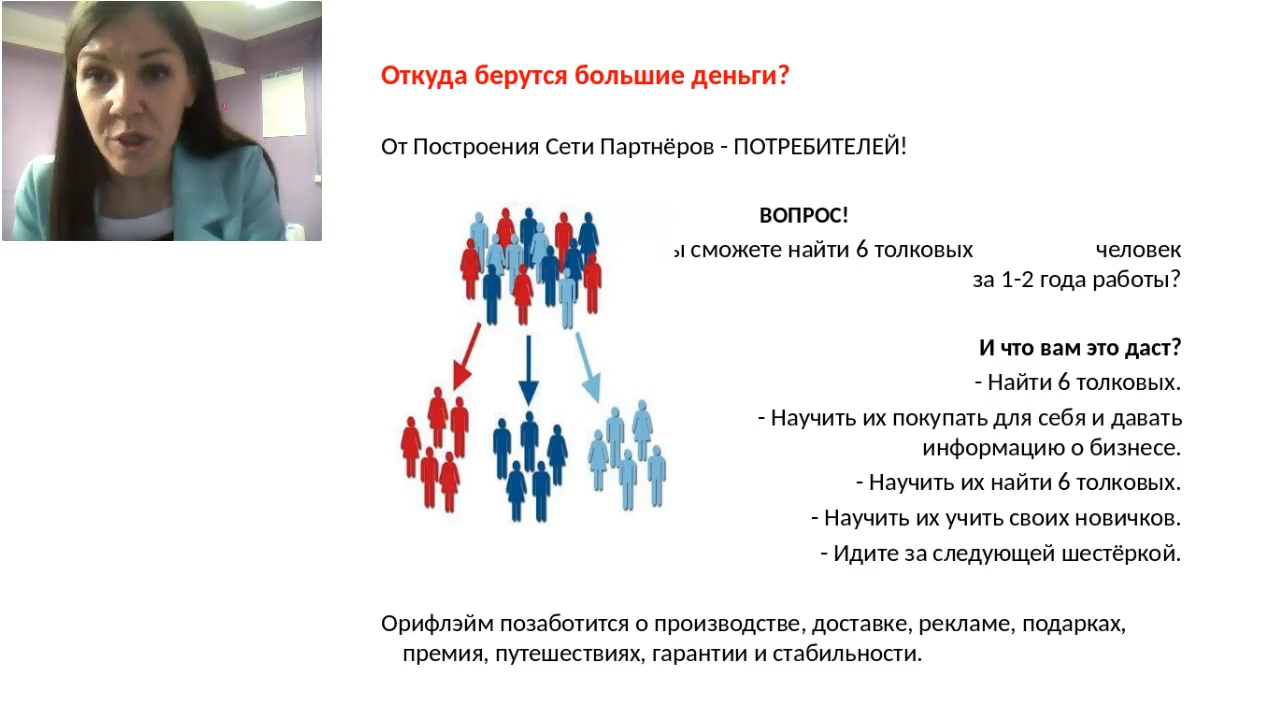 Откуда берутся большие деньги?
От Построения Сети Партнёров - ПОТРЕБИТЕЛЕЙ!
ВОПРОС!
сможете найти 6 толковых человек
за 1-2 года работы?
И что вам это даст?
- Найти 6 толковых.
- Научить их покупать для себя и давать
информацию о бизнесе.
- Научить их найти 6 толковых.
- Научить их учить своих новичков.
- Идите за следующей шестёркой.
Орифлэйм позаботится о производстве, доставке, рекламе, подарках,
премия, путешествиях, гарантии и стабильности.